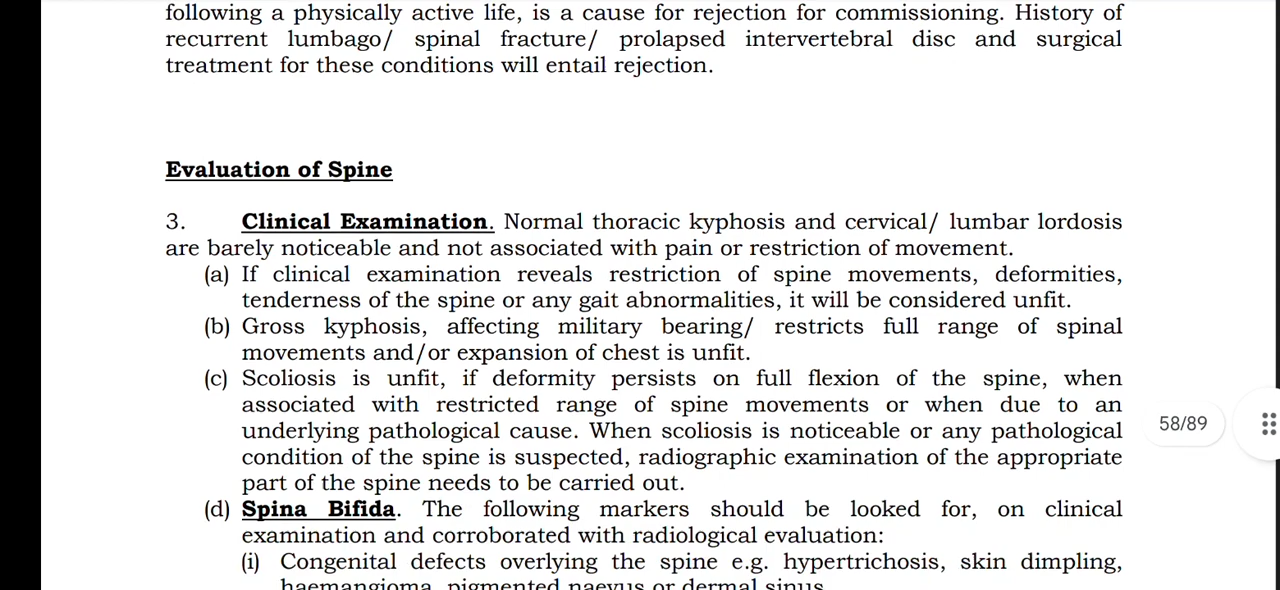 following a physically active life, is a cause for rejection for commissioning. History of
recurrent lumbago/ spinal fracture/ prolapsed intervertebral disc and surgical
treatment for these conditions will entail rejection.
Evaluation of Spine
3. Clinical Examination. Normal thoracic kyphosis and cervical/ lumbar lordosis
are barely noticeable and not associated with pain or restriction of movement.
(a) If clinical examination reveals restriction of spine movements, deformities,
tenderness of the spine or any gait abnormalities, it will be considered unfit.
(b) Gross kyphosis, affecting military bearing/ restricts full range of spinal
movements and/or expansion of chest is unfit.
(c) Scoliosis is unfit, if deformity persists on full flexion of the spine, when
associated with restricted range of spine movements or when due to an
underlying pathological cause. When scoliosis is noticeable or any pathological
condition of the spine is suspected, radiographic examination of the appropriate
part of the spine needs to be carried out.
(d) Spina Bifida. The following markers should be looked for, on clinical
examination and corroborated with radiological evaluation:
(i) Congenital defects overlying the spine e.g. hypertrichosis, skin dimpling,
haemangioma, pigmented naevus or dermal sinus.
58/89